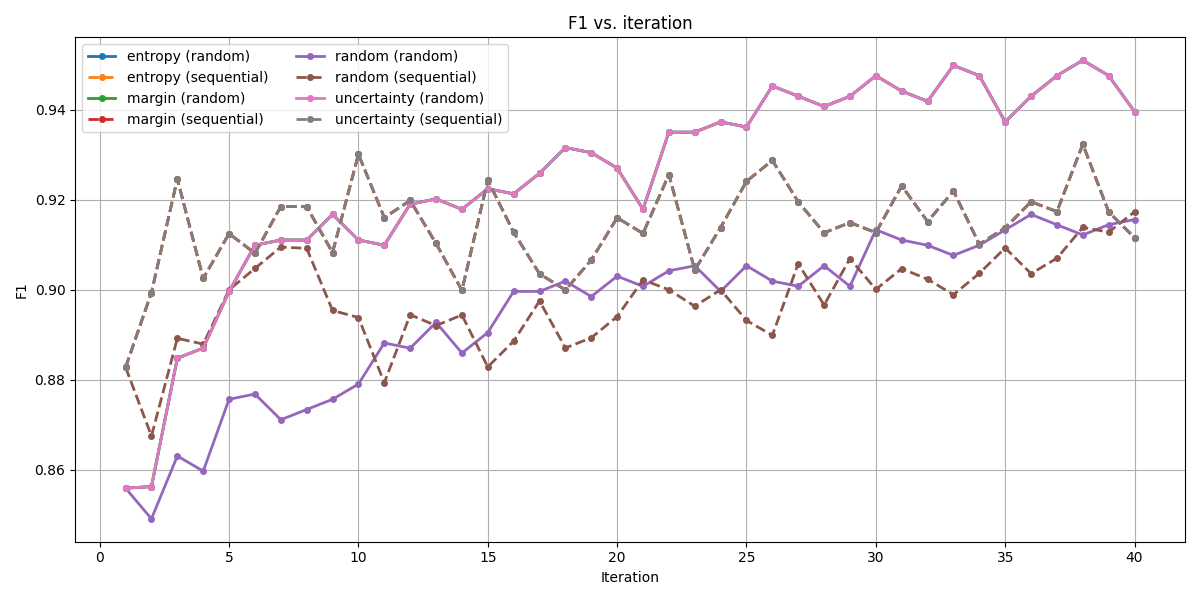 F1 vs. iteration
entropy (random)
entropy (sequential)
margin (random)
margin (sequential)
random (random)
random (sequential)
uncertainty (random)
uncertainty (sequential)
F1
0.94
0.92
0.90
0.88
0.86
0 5 10 15 20 25 30 35 40
Iteration